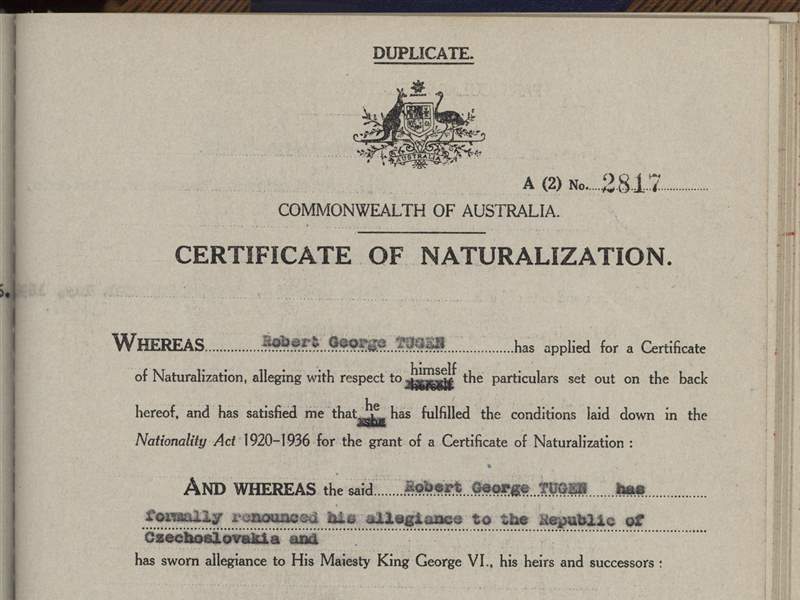 DUPLICATE.
AUSTRALIA
A (2) No. 2817
COMMONWEALTH OF AUSTRALIA.
CERTIFICATE OF NATURALIZATION.
WHEREAS Robert George TUGEN has applied for a Certificate
of Naturalization, alleging with respect to himself herself the particulars set out on the back
hereof, and has satisfied me that he she has fulfilled the conditions laid down in the
Nationality Act 1920-1936 for the grant of a Certificate of Naturalization :
AND WHEREAS the said Robert George TUGEN has
formally renounced his allegiance to the Republic of
Czechoslovakia and
has sworn allegiance to His Majesty King George VI., his heirs and successors :